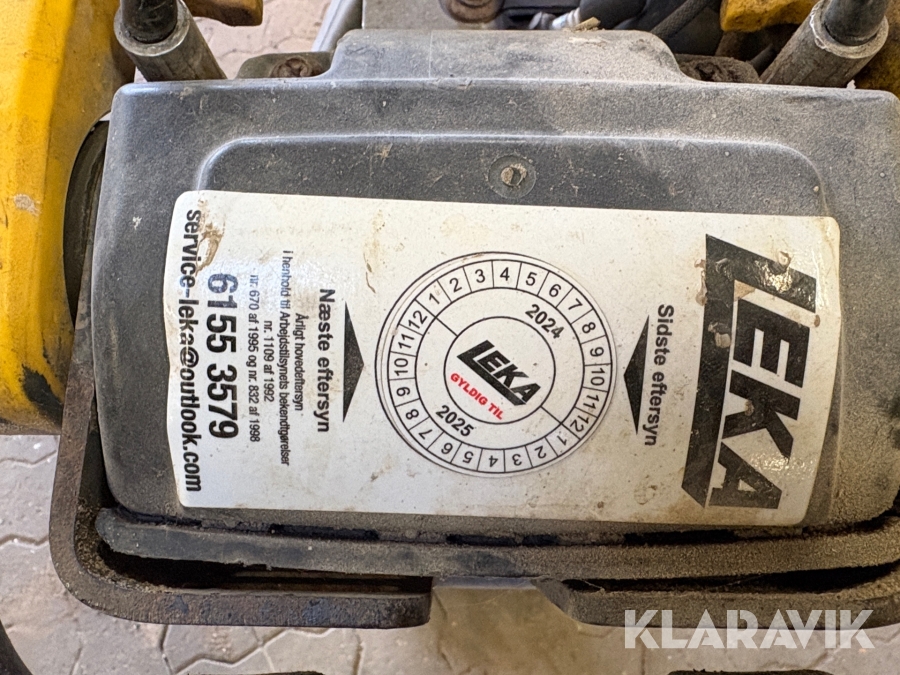 LEKA
Sidste eftersyn
1 2 3 4 5 6 7 8 9 10 11 12
2024
LEKA
GYLDIG TIL
2025
1 2 3 4 5 6 7 8 9 10 11 12
Næste eftersyn
Årligt hovedeftersyn
i henhold til Arbejdstilsynets bekendtgørelser
nr. 1109 af 1992
nr. 670 af 1995 og nr. 832 af 1998
6155 3579
service-leka@outlook.com
KLARAVIK